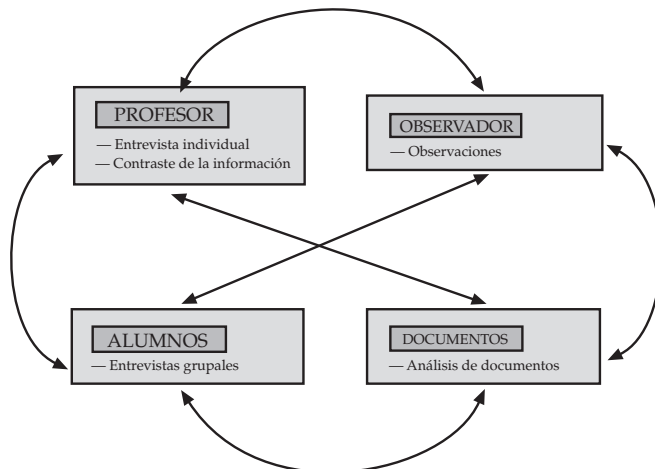 PROFESOR
— Entrevista individual
— Contraste de la información
OBSERVADOR
— Observaciones
ALUMNOS
— Entrevistas grupales
DOCUMENTOS
— Análisis de documentos